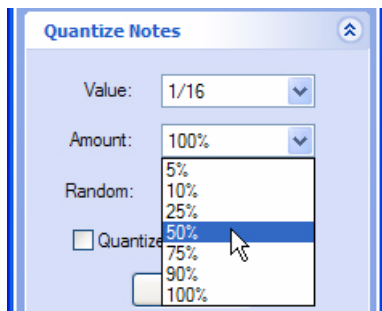 Quantize Notes
Value: 1/16
Amount: 100%
5%
Random: 10%
25%
Quantize 50%
75%
90%
100%